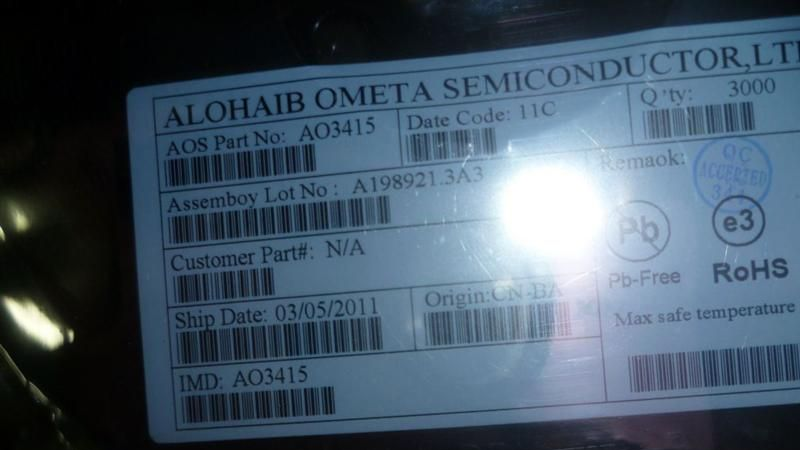 ALOHAIB OMETA SEMICONDUCTOR,LT
AOS Part No: AO3415
Date Code: 11C
Q'ty: 3000
Assemboy Lot No : A198921.3A3
Remaok:
QC
ACCERTED
Customer Part#: N/A
Pb
e3
Pb-Free
RoHS
Ship Date: 03/05/2011
Origin:CN-BA
Max safe temperature
IMD: AO3415